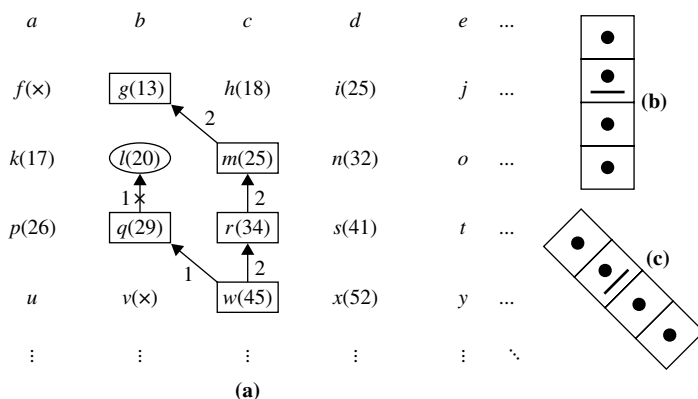 a b c d e ...
f(×) g(13) h(18) i(25) j ...
(b)
2
k(17) l(20) m(25) n(32) o ...
1 × 2
p(26) q(29) r(34) s(41) t ...
(c)
1 2
u v(×) w(45) x(52) y ...
⋮ ⋮ ⋮ ⋮ ⋮ ⋱
(a)